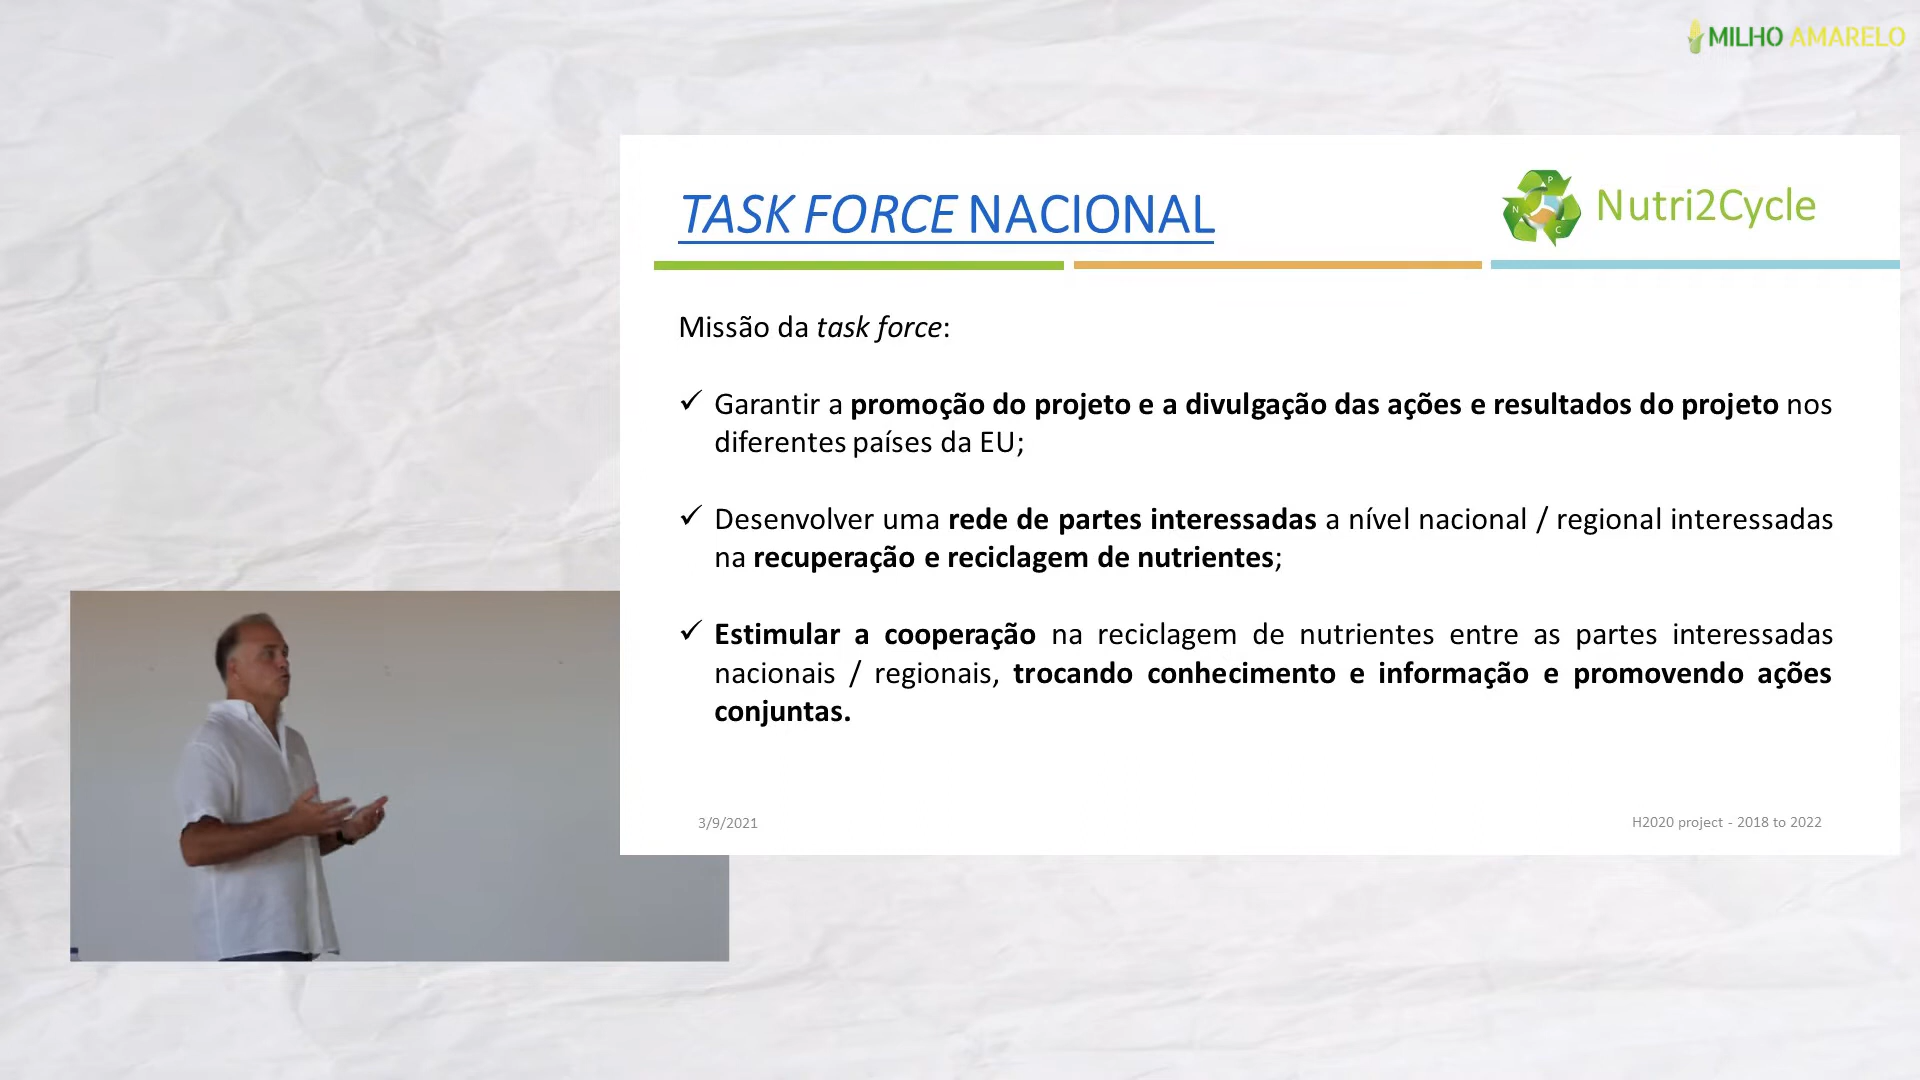 MILHO AMARELO
TASK FORCE NACIONAL
P
N
C
Nutri2Cycle
Missão da task force:
✓ Garantir a promoção do projeto e a divulgação das ações e resultados do projeto nos
diferentes países da EU;
✓ Desenvolver uma rede de partes interessadas a nível nacional / regional interessadas
na recuperação e reciclagem de nutrientes;
✓ Estimular a cooperação na reciclagem de nutrientes entre as partes interessadas
nacionais / regionais, trocando conhecimento e informação e promovendo ações
conjuntas.
3/9/2021
H2020 project - 2018 to 2022